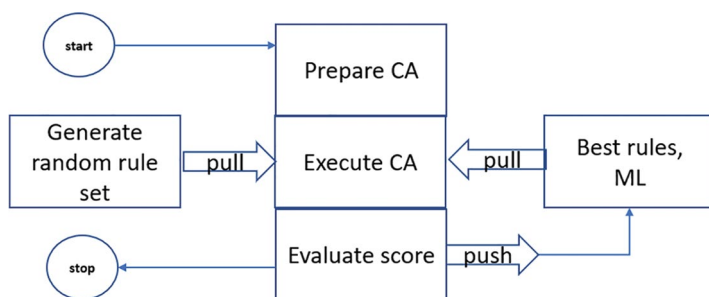 start
Prepare CA
Generate
random rule
set
pull
Execute CA
pull
Best rules,
ML
stop
Evaluate score
push